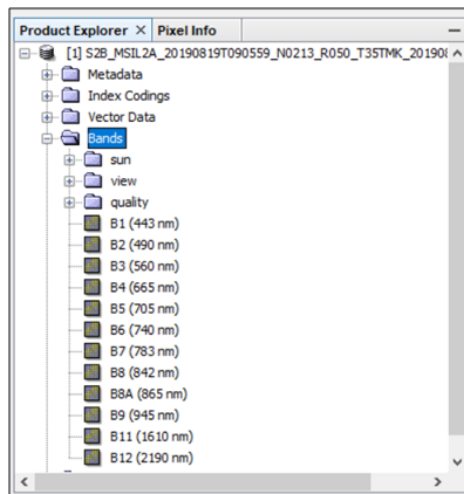 Product Explorer × Pixel Info
[1] S2B_MSIL2A_20190819T090559_N0213_R050_T35TMK_20190
Metadata
Index Codings
Vector Data
Bands
sun
view
quality
B1 (443 nm)
B2 (490 nm)
B3 (560 nm)
B4 (665 nm)
B5 (705 nm)
B6 (740 nm)
B7 (783 nm)
B8 (842 nm)
B8A (865 nm)
B9 (945 nm)
B11 (1610 nm)
B12 (2190 nm)